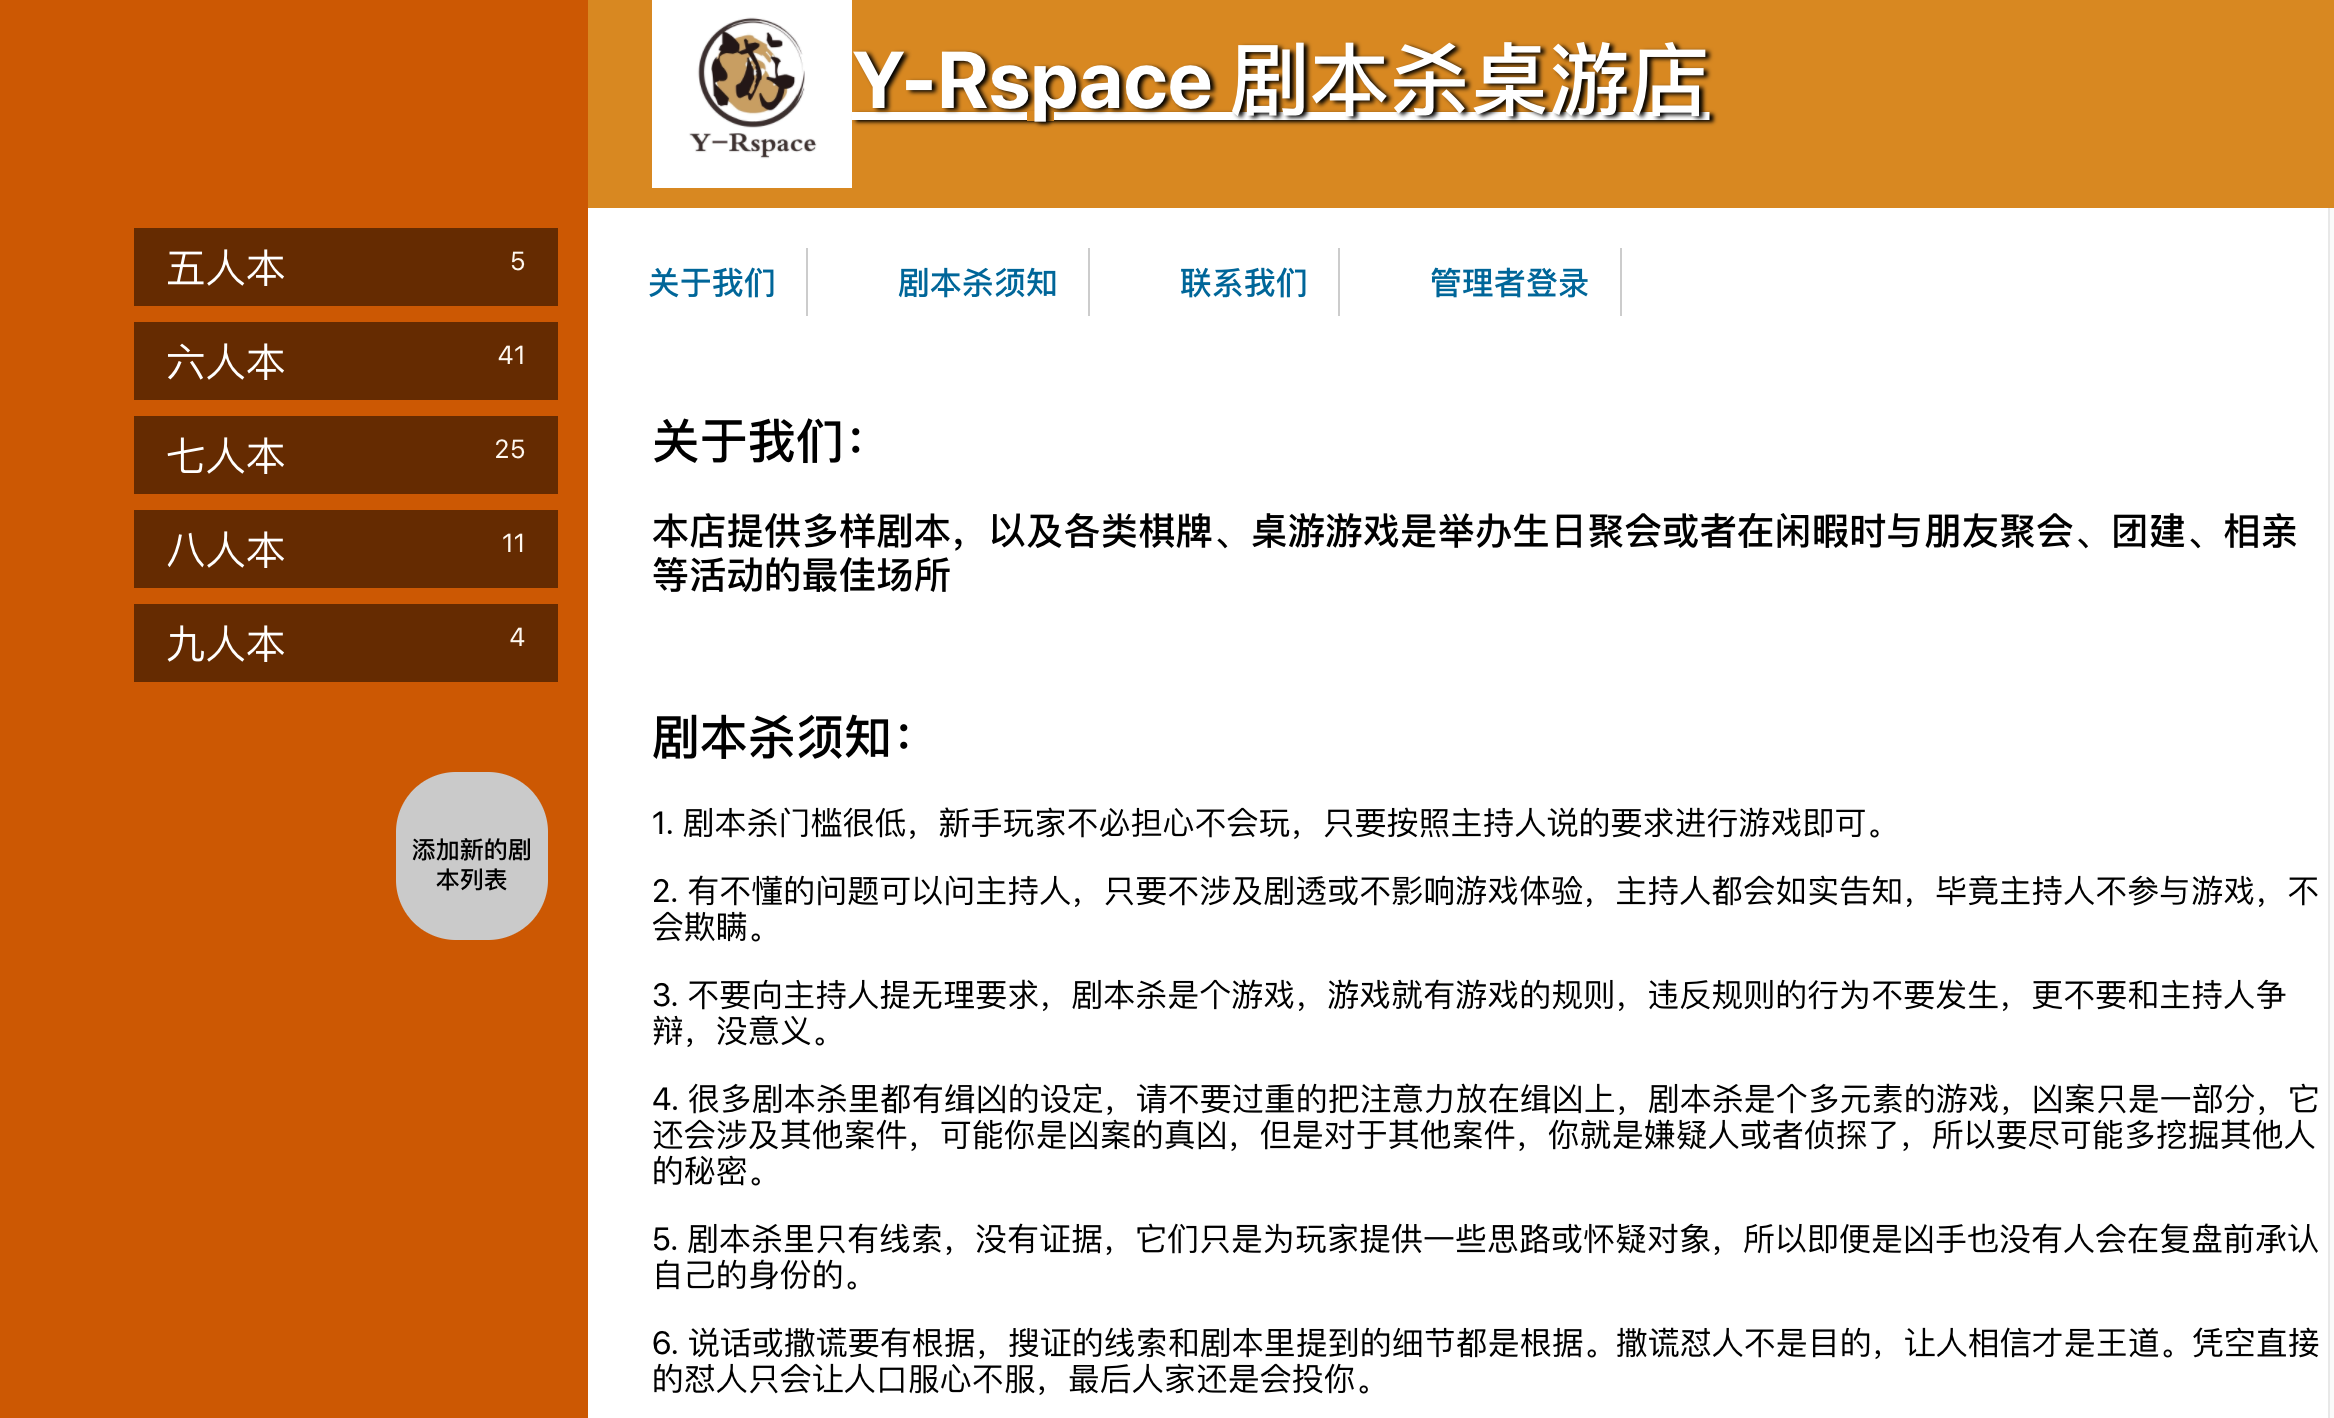 Y-Rspace
Y-Rspace 剧本杀桌游店
五人本 5
六人本 41
七人本 25
八人本 11
九人本 4
添加新的剧
本列表
关于我们
剧本杀须知
联系我们
管理者登录
关于我们：
本店提供多样剧本，以及各类棋牌、桌游游戏是举办生日聚会或者在闲暇时与朋友聚会、团建、相亲
等活动的最佳场所
剧本杀须知：
1. 剧本杀门槛很低，新手玩家不必担心不会玩，只要按照主持人说的要求进行游戏即可。
2. 有不懂的问题可以问主持人，只要不涉及剧透或不影响游戏体验，主持人都会如实告知，毕竟主持人不参与游戏，不
会欺瞒。
3. 不要向主持人提无理要求，剧本杀是个游戏，游戏就有游戏的规则，违反规则的行为不要发生，更不要和主持人争
辩，没意义。
4. 很多剧本杀里都有缉凶的设定，请不要过重的把注意力放在缉凶上，剧本杀是个多元素的游戏，凶案只是一部分，它
还会涉及其他案件，可能你是凶案的真凶，但是对于其他案件，你就是嫌疑人或者侦探了，所以要尽可能多挖掘其他人
的秘密。
5. 剧本杀里只有线索，没有证据，它们只是为玩家提供一些思路或怀疑对象，所以即便是凶手也没有人会在复盘前承认
自己的身份的。
6. 说话或撒谎要有根据，搜证的线索和剧本里提到的细节都是根据。撒谎怼人不是目的，让人相信才是王道。凭空直接
的怼人只会让人口服心不服，最后人家还是会投你。